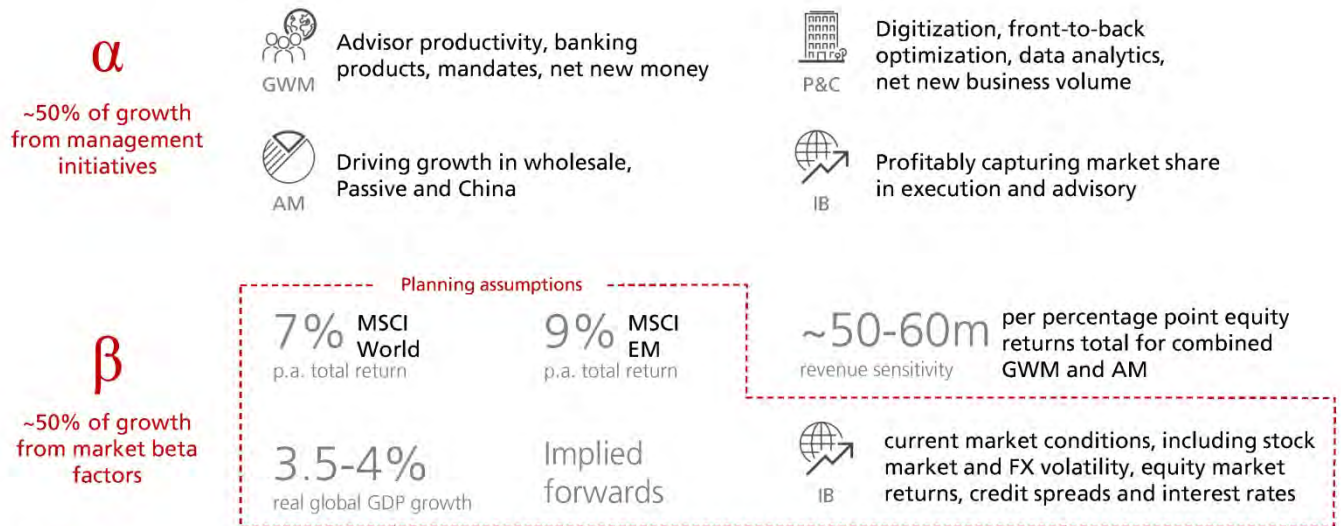 α
~50% of growth
from management
initiatives
GWM
Advisor productivity, banking
products, mandates, net new money
P&C
Digitization, front-to-back
optimization, data analytics,
net new business volume
AM
Driving growth in wholesale,
Passive and China
IB
Profitably capturing market share
in execution and advisory
β
~50% of growth
from market beta
factors
Planning assumptions
7% MSCI
World
p.a. total return
9% MSCI
EM
p.a. total return
~50-60m
revenue sensitivity
per percentage point equity
returns total for combined
GWM and AM
3.5-4%
real global GDP growth
Implied
forwards
IB
current market conditions, including stock
market and FX volatility, equity market
returns, credit spreads and interest rates